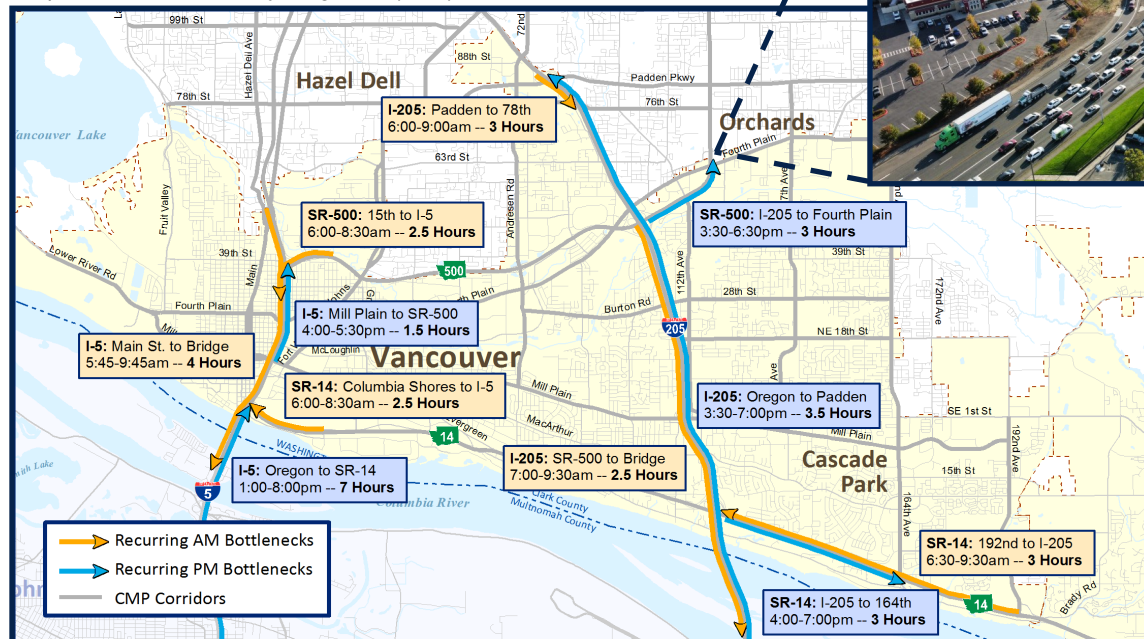 99th St
Hazel Dell Ave
72nd
88th St
Hazel Dell
Padden Pkwy
78th St
76th St
I-205: Padden to 78th
6:00-9:00am -- 3 Hours
Orchards
Fourth Plain
Vancouver Lake
63rd St
Fruit Valley
Andresen Rd
SR-500: 15th to I-5
6:00-8:30am -- 2.5 Hours
SR-500: I-205 to Fourth Plain
3:30-6:30pm -- 3 Hours
39th St
Main
39th St
Lower River Rd
500
112th Ave
172nd Ave
Fourth Plain
28th St
Burton Rd
I-5: Mill Plain to SR-500
4:00-5:30pm -- 1.5 Hours
205
NE 18th St
I-5: Main St. to Bridge
5:45-9:45am -- 4 Hours
McLoughlin
Vancouver
Ave
SR-14: Columbia Shores to I-5
6:00-8:30am -- 2.5 Hours
Mill Plain
I-205: Oregon to Padden
3:30-7:00pm -- 3.5 Hours
SE 1st St
MacArthur
Mill Plain
14
192nd Ave
I-205: SR-500 to Bridge
7:00-9:30am -- 2.5 Hours
Cascade
Park
15th St
I-5: Oregon to SR-14
1:00-8:00pm -- 7 Hours
5
Columbia River
Clark County
Multnomah County
164th Ave
Recurring AM Bottlenecks
Recurring PM Bottlenecks
CMP Corridors
SR-14: 192nd to I-205
6:30-9:30am -- 3 Hours
14
Brady Rd
SR-14: I-205 to 164th
4:00-7:00pm -- 3 Hours